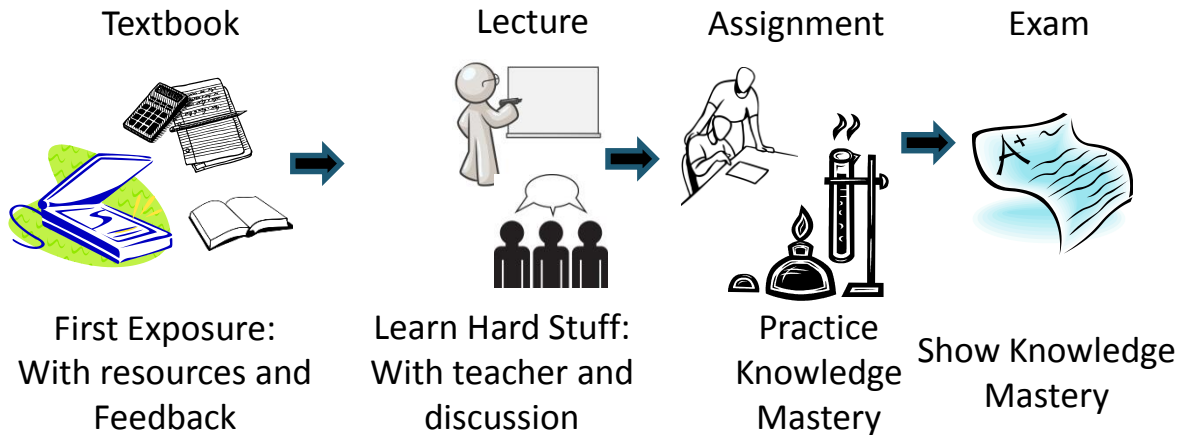 Textbook
Lecture
Assignment
Exam
A+
First Exposure:
With resources and
Feedback
Learn Hard Stuff:
With teacher and
discussion
Practice
Knowledge
Mastery
Show Knowledge
Mastery